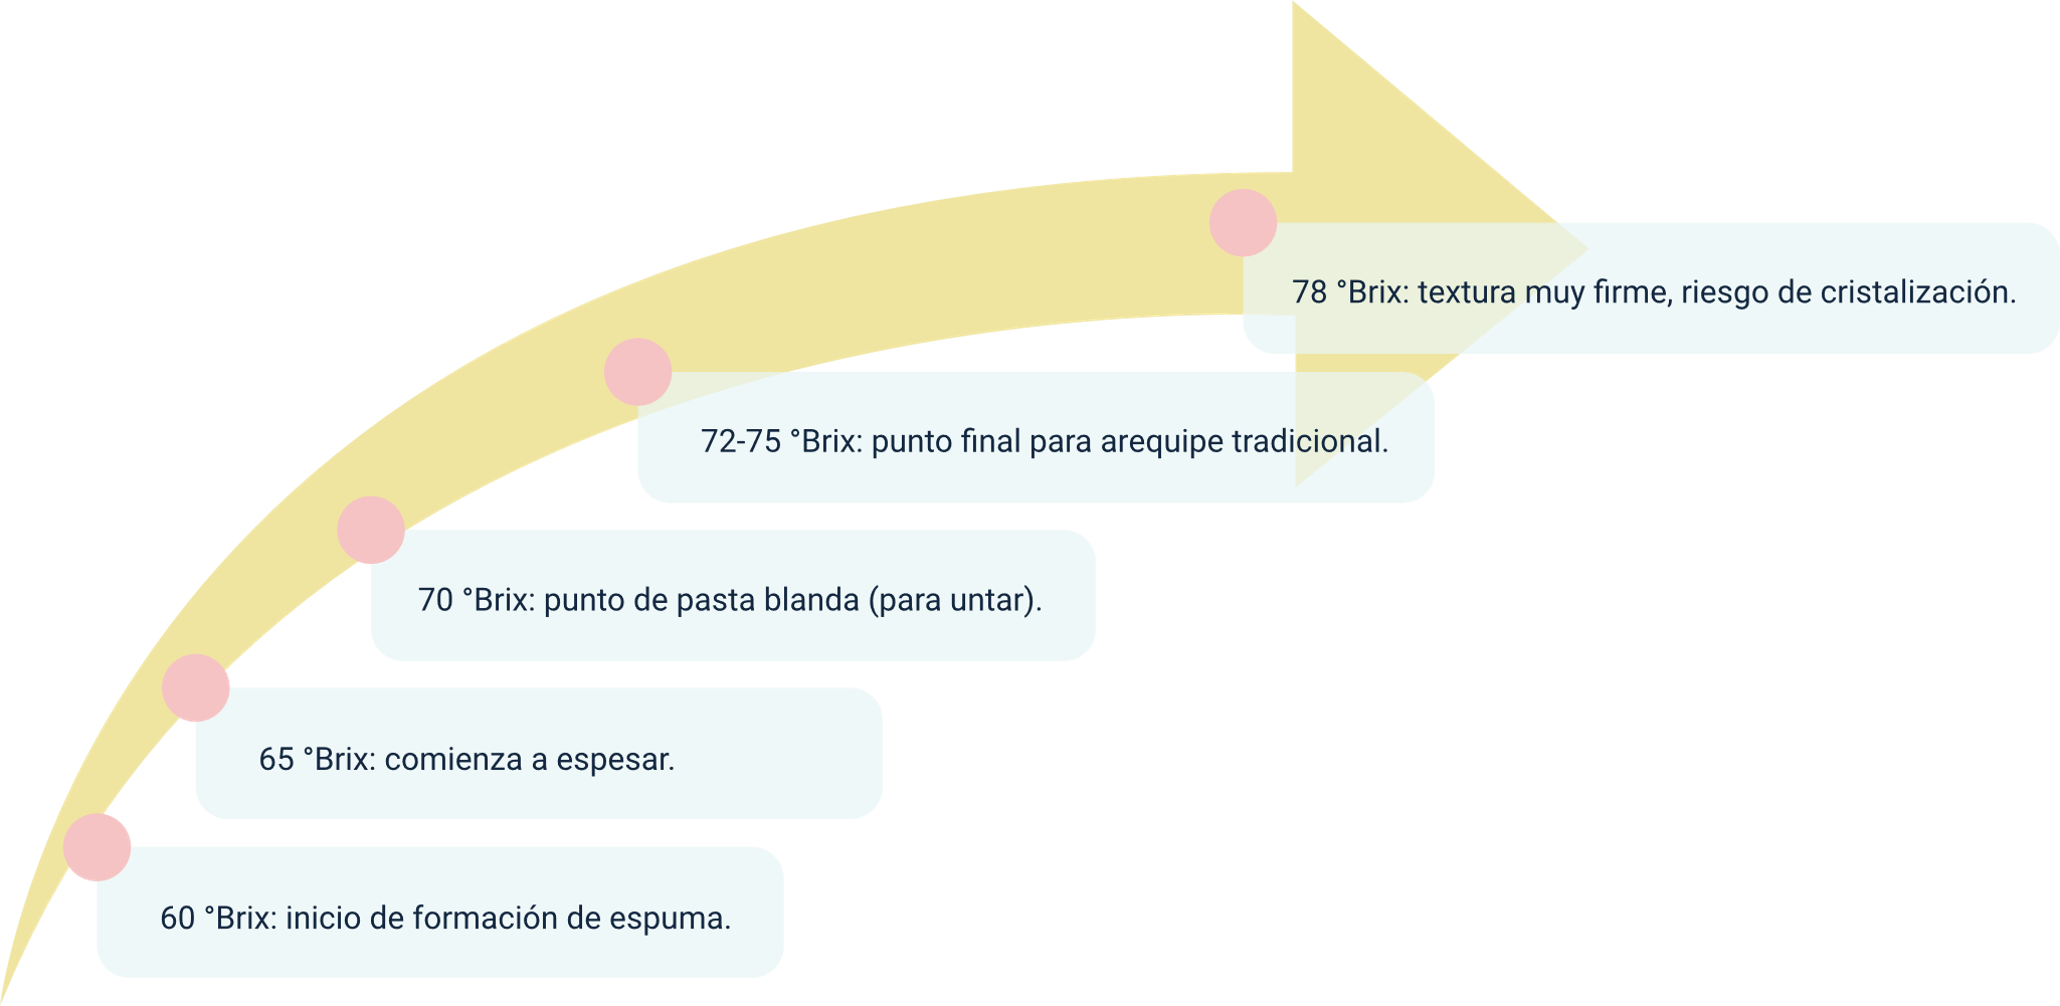 78 °Brix: textura muy firme, riesgo de cristalización.
72-75 °Brix: punto final para arequipe tradicional.
70 °Brix: punto de pasta blanda (para untar).
65 °Brix: comienza a espesar.
60 °Brix: inicio de formación de espuma.